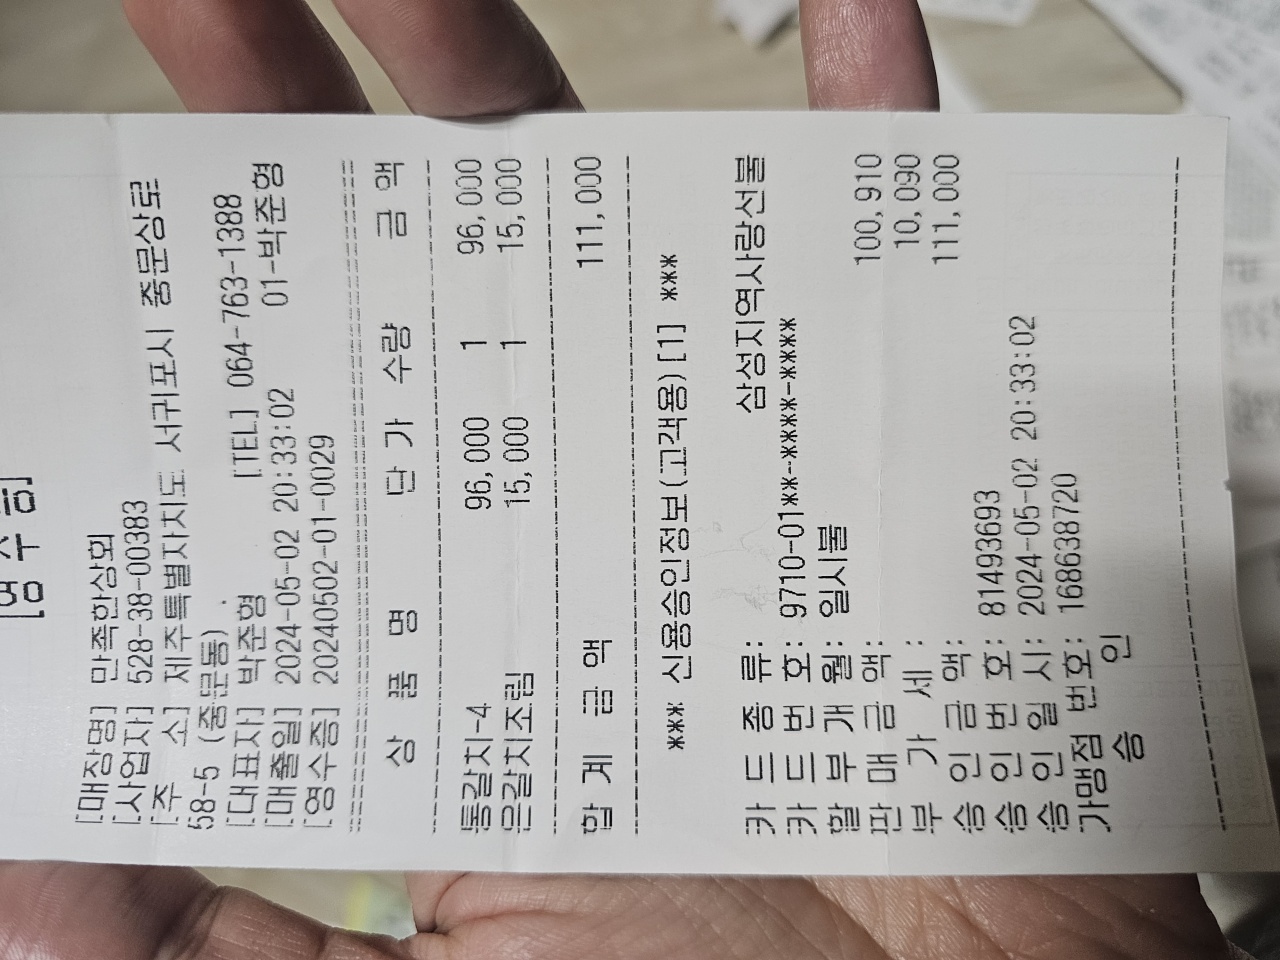 [영수증]
[매장명] 만족한상회
[사업자] 528-38-00383
[주 소] 제주특별자치도 서귀포시 중문상로
58-5 (중문동)
[대표자] 박준형 [TEL] 064-763-1388
[매출일] 2024-05-02 20:33:02 01-박준형
[영수증] 20240502-01-0029
상 품 명 단 가 수량 금 액
통갈치-4 96,000 1 96,000
은갈치조림 15,000 1 15,000
합 계 금 액 111,000
*** 신용승인정보(고객용)[1] ***
카 드 종 류: 삼성지역사랑선불
카 드 번 호: 9710-01**-****-****
할 부 개 월: 일시불
판 매 금 액: 100,910
부 가 세 : 10,090
승 인 금 액: 111,000
승 인 번 호: 81493693
승 인 일 시: 2024-05-02 20:33:02
가맹점 번호: 168638720
승 인